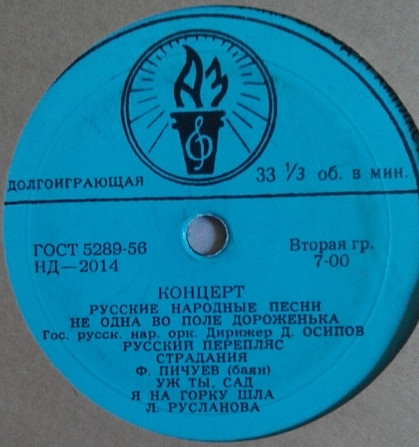 АЗ
ДОЛГОИГРАЮЩАЯ
33 ⅓ об. в мин.
ГОСТ 5289-56
НД—2014
Вторая гр.
7-00
КОНЦЕРТ
РУССКИЕ НАРОДНЫЕ ПЕСНИ
НЕ ОДНА ВО ПОЛЕ ДОРОЖЕНЬКА
Гос. русск. нар. орк. Дирижер Д. ОСИПОВ
РУССКИЙ ПЕРЕПЛЯС
СТРАДАНИЯ
Ф. ПИЧУЕВ (баян)
УЖ ТЫ, САД
Я НА ГОРКУ ШЛА
Л. РУСЛАНОВА